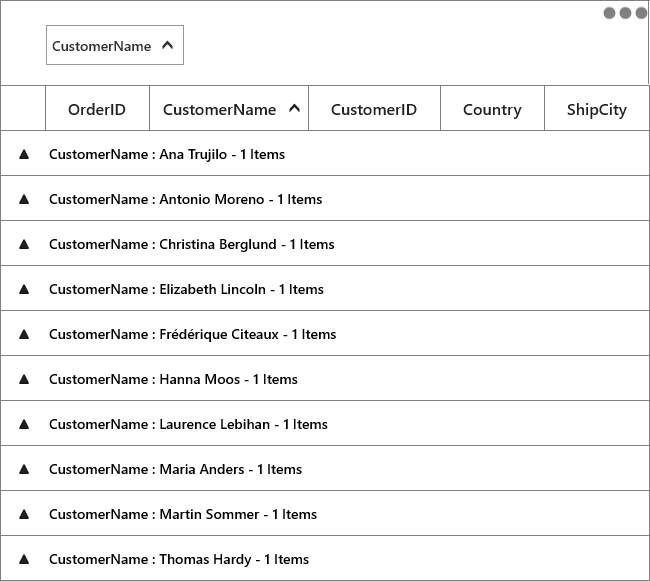 CustomerName
OrderID CustomerName CustomerID Country ShipCity
CustomerName : Ana Trujilo - 1 Items
CustomerName : Antonio Moreno - 1 Items
CustomerName : Christina Berglund - 1 Items
CustomerName : Elizabeth Lincoln - 1 Items
CustomerName : Frédérique Citeaux - 1 Items
CustomerName : Hanna Moos - 1 Items
CustomerName : Laurence Lebihan - 1 Items
CustomerName : Maria Anders - 1 Items
CustomerName : Martin Sommer - 1 Items
CustomerName : Thomas Hardy - 1 Items